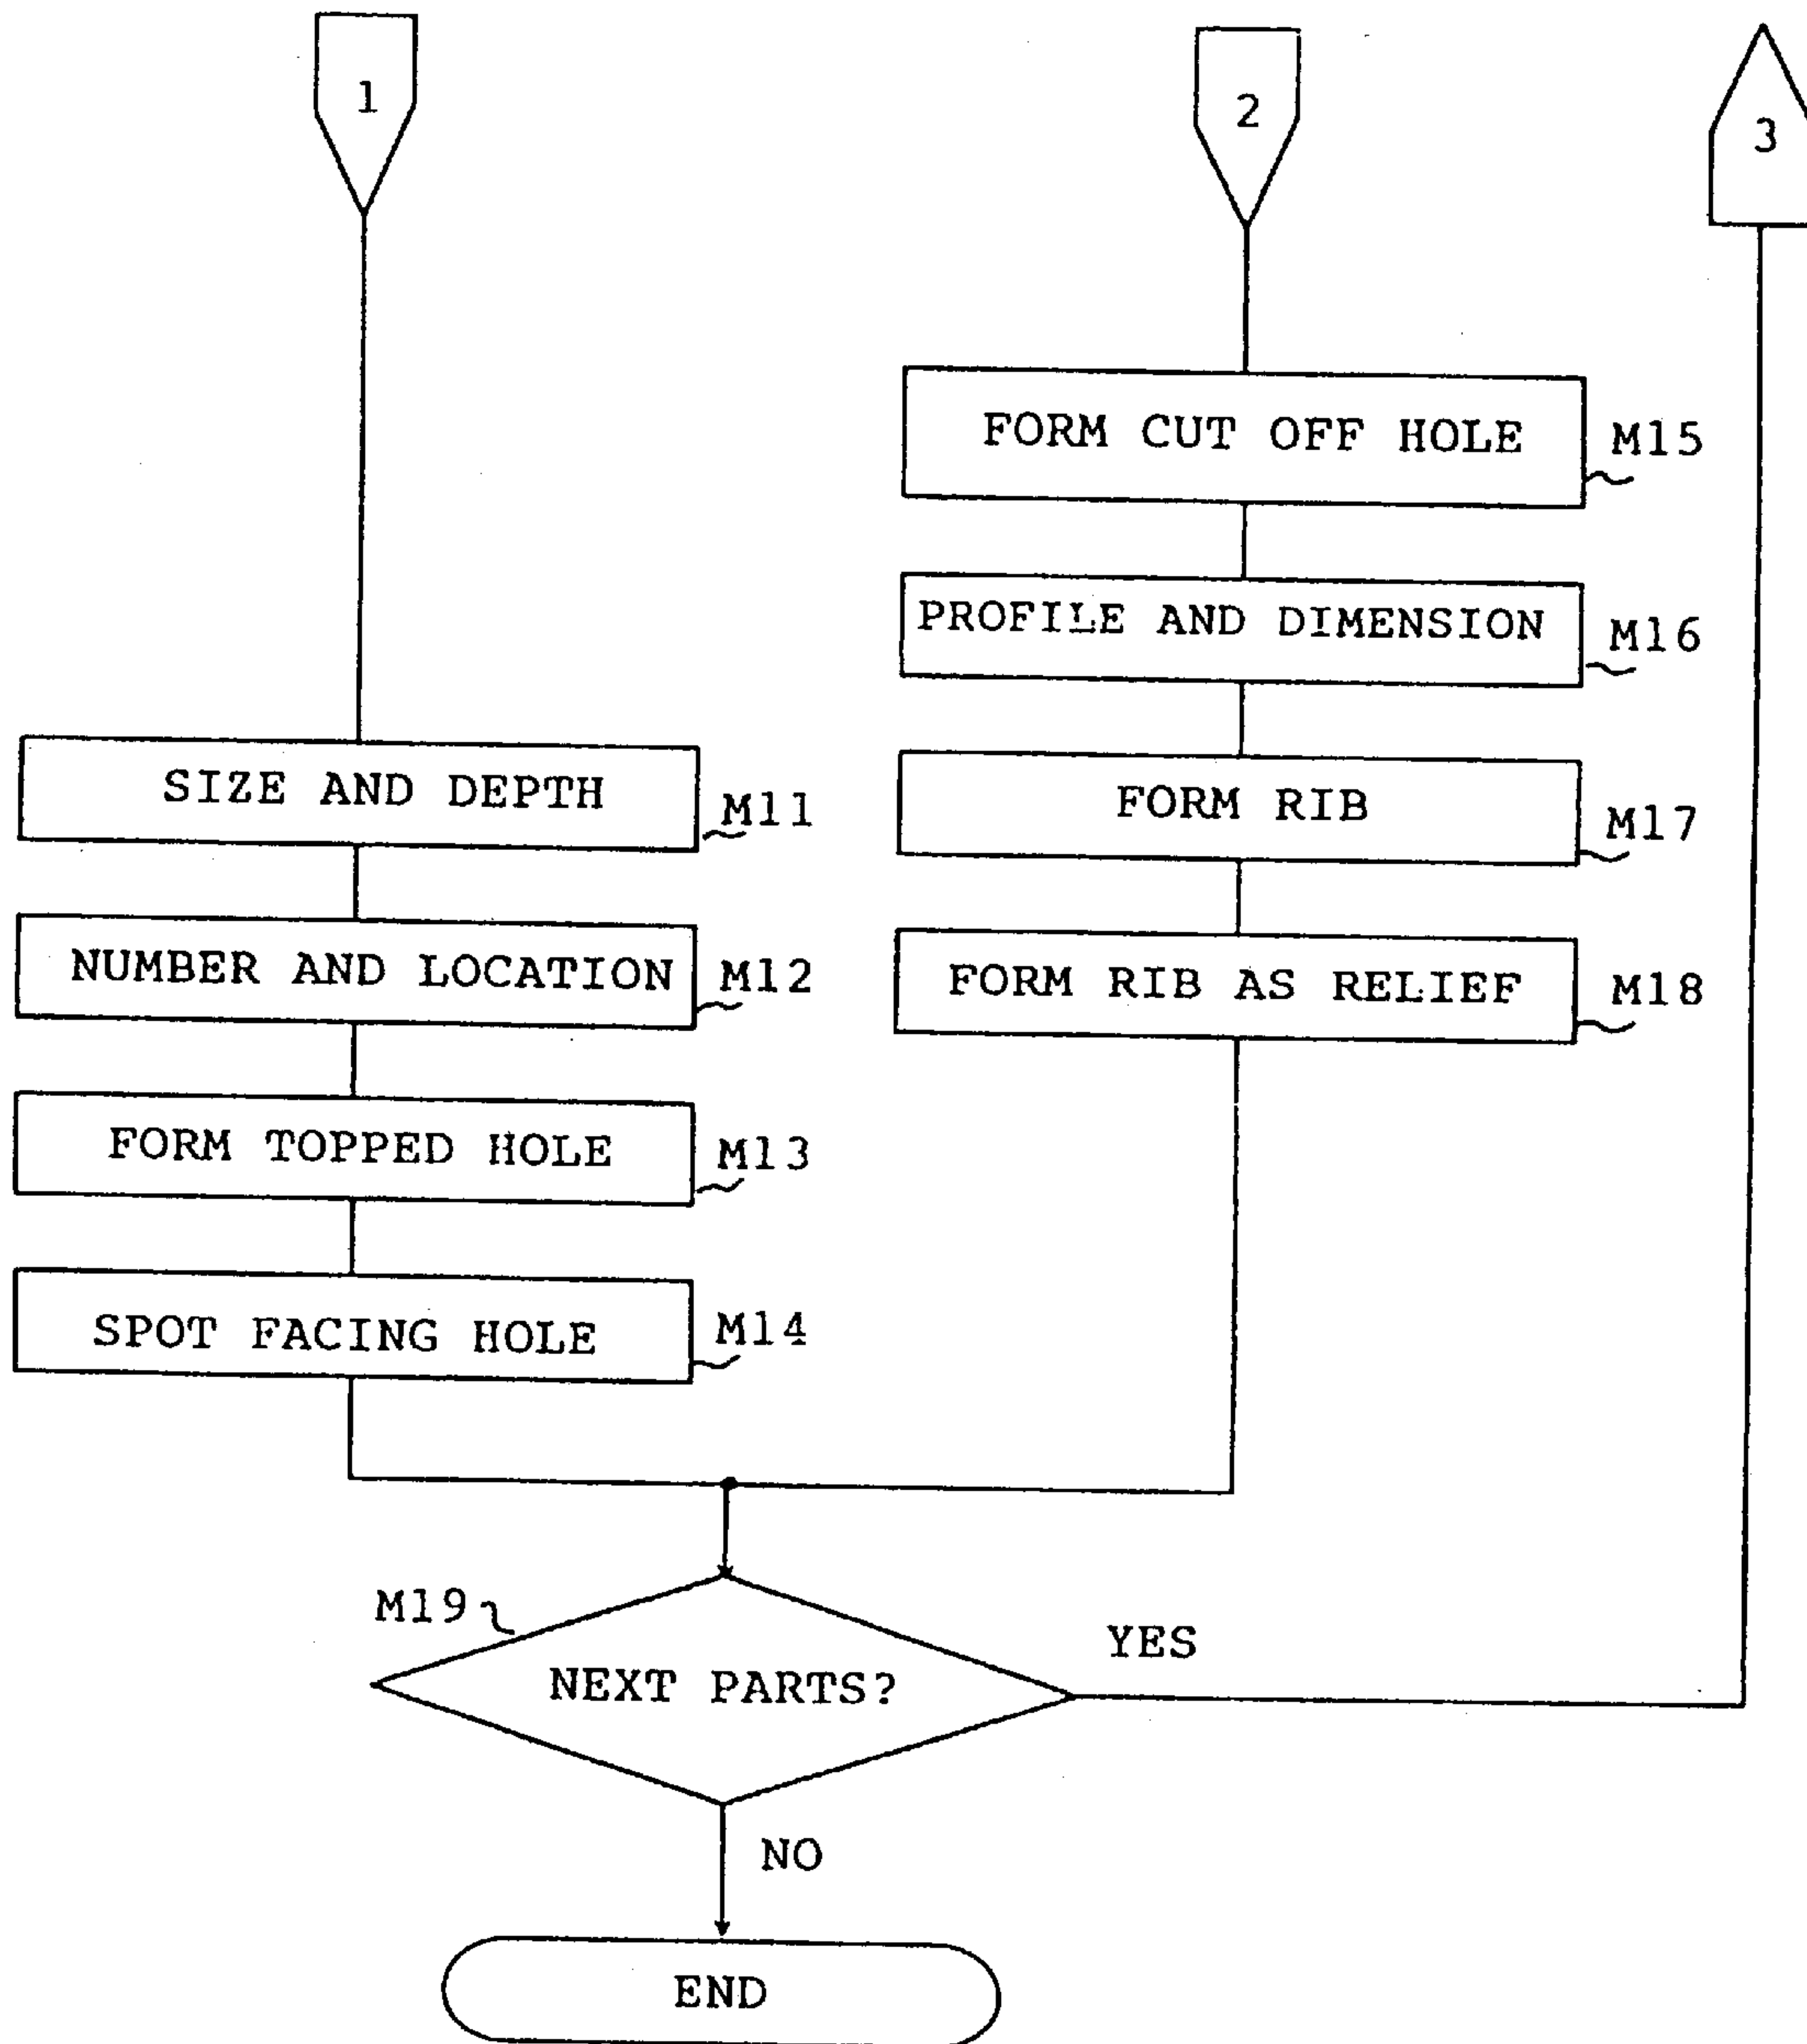 1
2
3
FORM CUT OFF HOLE
M15
PROFILE AND DIMENSION
M16
SIZE AND DEPTH
M11
FORM RIB
M17
NUMBER AND LOCATION
M12
FORM RIB AS RELIEF
M18
FORM TOPPED HOLE
M13
SPOT FACING HOLE
M14
M19
NEXT PARTS?
YES
NO
END